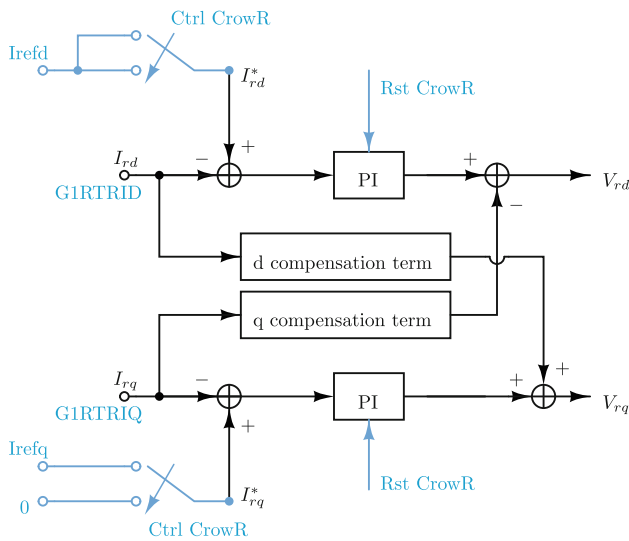 Ctrl CrowR
Irefd
I*rd
Rst CrowR
Ird
−
+
+
G1RTRID
PI
Vrd
−
d compensation term
q compensation term
Irq
−
+
+
G1RTRIQ
PI
Vrq
+
Irefq
Rst CrowR
I*rq
0
Ctrl CrowR